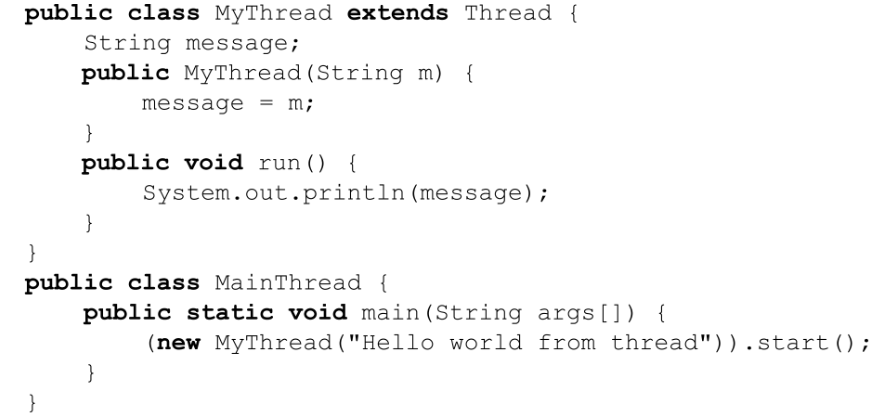 public class MyThread extends Thread {
    String message;
    public MyThread(String m) {
        message = m;
    }
    public void run() {
        System.out.println(message);
    }
}
public class MainThread {
    public static void main(String args[]) {
        (new MyThread("Hello world from thread")).start();
    }
}